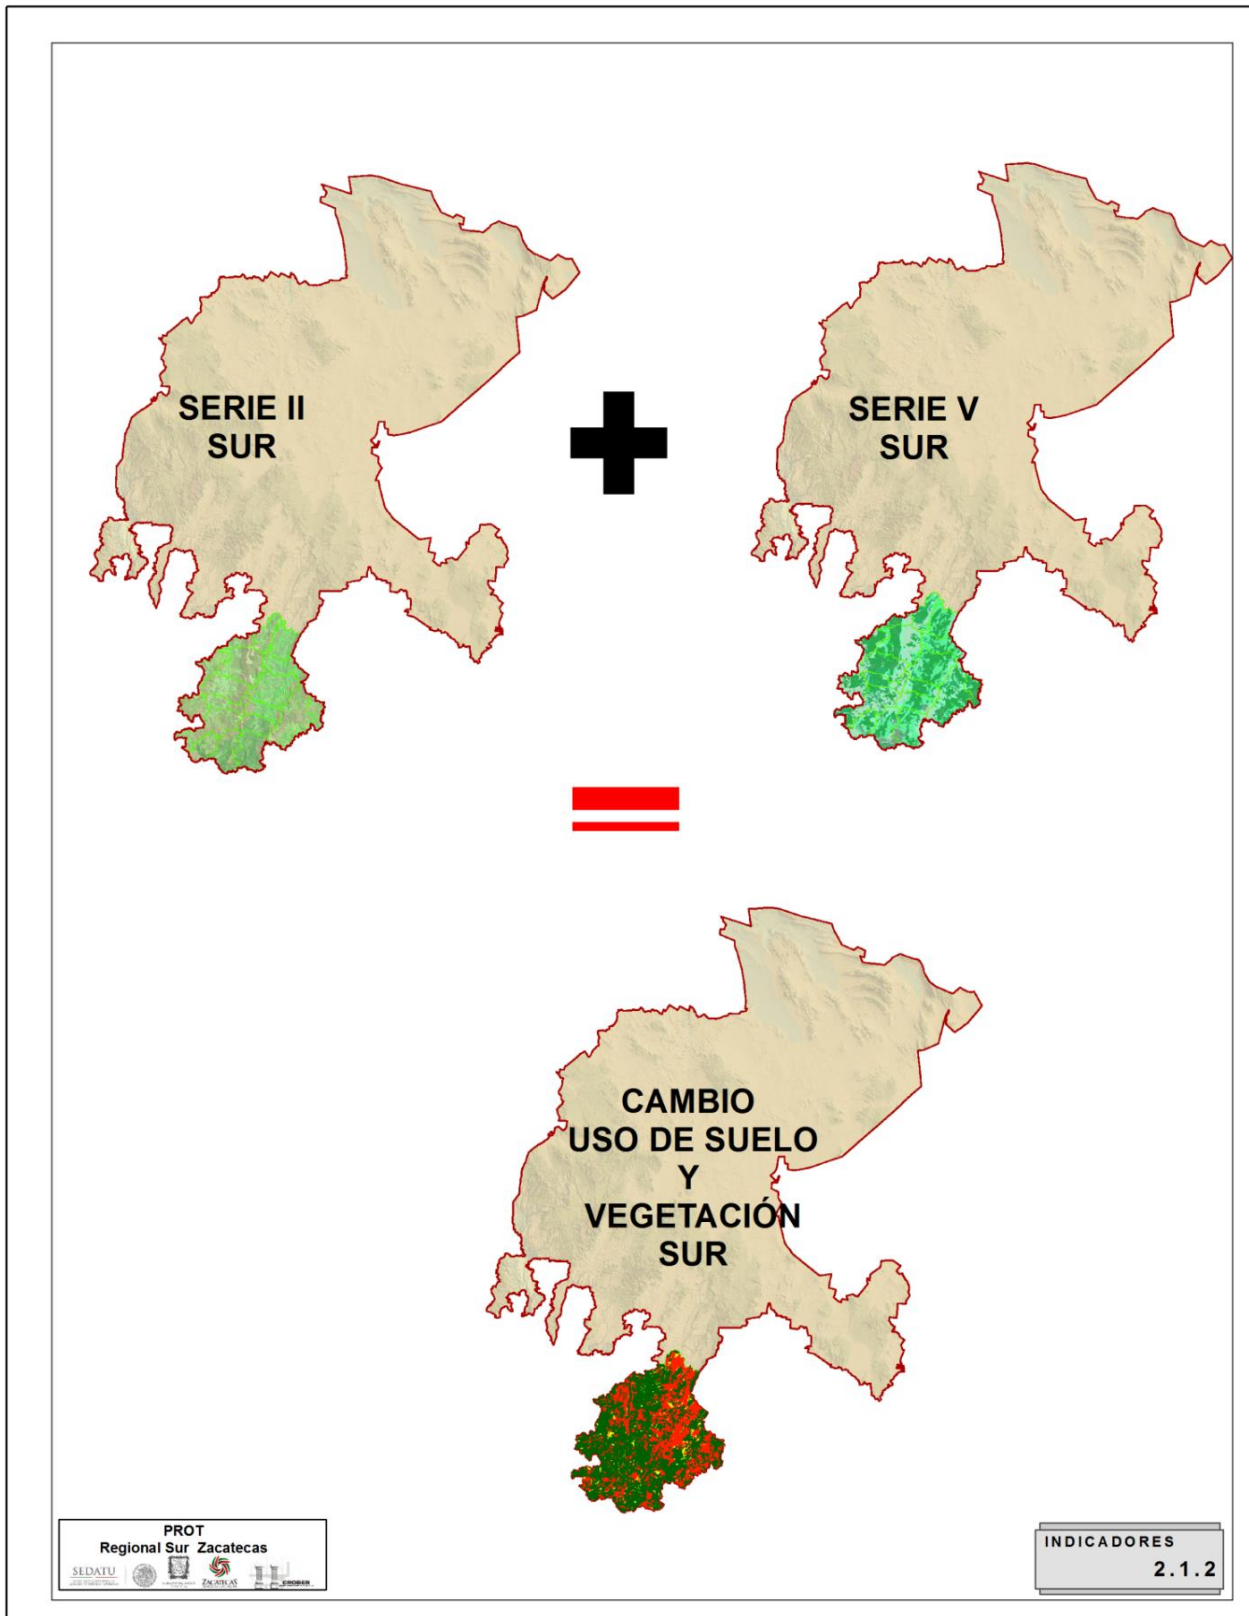 SERIE II
SUR
SERIE V
SUR
CAMBIO
USO DE SUELO
Y
VEGETACIÓN
SUR
PROT
Regional Sur Zacatecas
SEDATU
ZACATECAS
INDICADORES
2.1.2